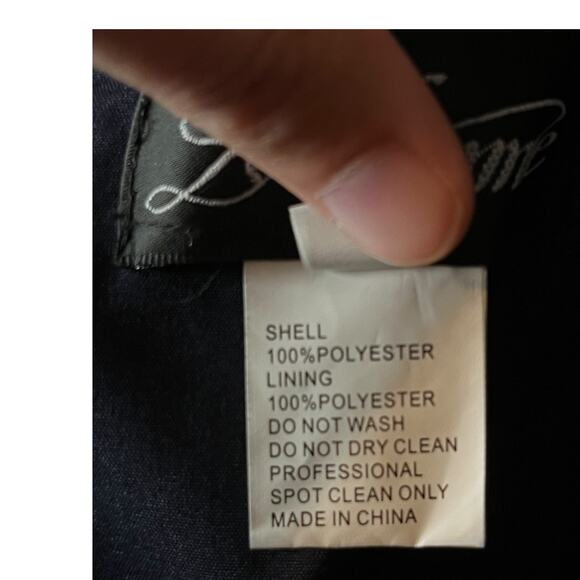 SHELL
100%POLYESTER
LINING
100%POLYESTER
DO NOT WASH
DO NOT DRY CLEAN
PROFESSIONAL
SPOT CLEAN ONLY
MADE IN CHINA